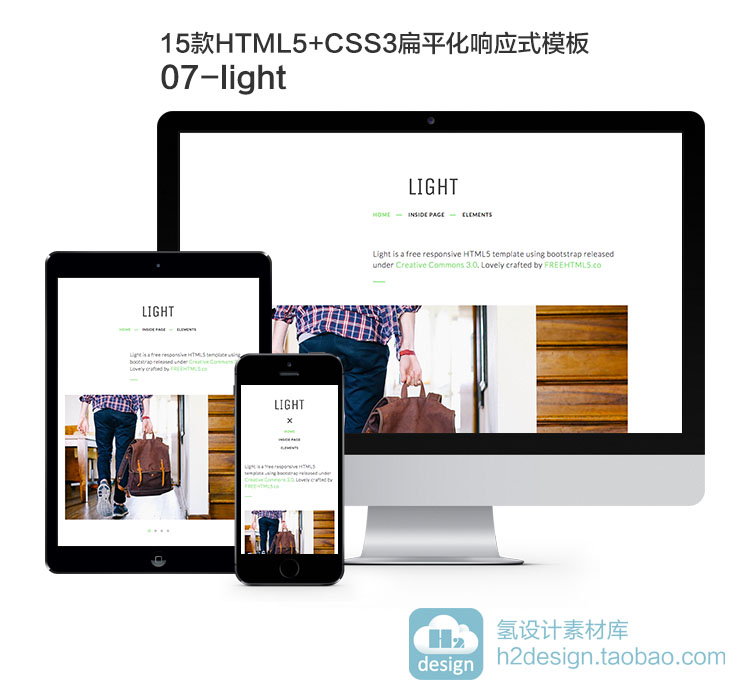 15款HTML5+CSS3扁平化响应式模板
07-light
LIGHT
HOME — INSIDE PAGE — ELEMENTS
Light is a free responsive HTML5 template using bootstrap released
under Creative Commons 3.0. Lovely crafted by FREEHTML5.co
LIGHT
HOME — INSIDE PAGE — ELEMENTS
Light is a free responsive HTML5 template using
bootstrap released under Creative Commons
Lovely crafted by FREEHTML5.co
LIGHT
×
HOME
INSIDE PAGE
ELEMENTS
Light is a free responsive HTML5
template using bootstrap released under
Creative Commons 3.0. Lovely crafted by
FREEHTML5.co
H2
design
氢设计素材库
h2design.taobao.com